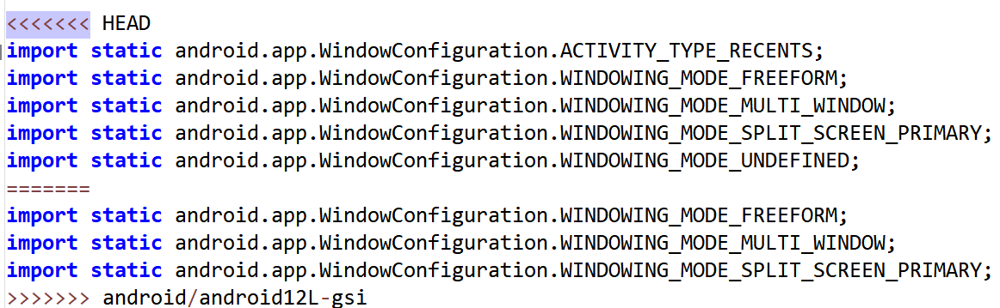 <<<<<<< HEAD
import static android.app.WindowConfiguration.ACTIVITY_TYPE_RECENTS;
import static android.app.WindowConfiguration.WINDOWING_MODE_FREEFORM;
import static android.app.WindowConfiguration.WINDOWING_MODE_MULTI_WINDOW;
import static android.app.WindowConfiguration.WINDOWING_MODE_SPLIT_SCREEN_PRIMARY;
import static android.app.WindowConfiguration.WINDOWING_MODE_UNDEFINED;
=======
import static android.app.WindowConfiguration.WINDOWING_MODE_FREEFORM;
import static android.app.WindowConfiguration.WINDOWING_MODE_MULTI_WINDOW;
import static android.app.WindowConfiguration.WINDOWING_MODE_SPLIT_SCREEN_PRIMARY;
>>>>>>> android/android12L-gsi